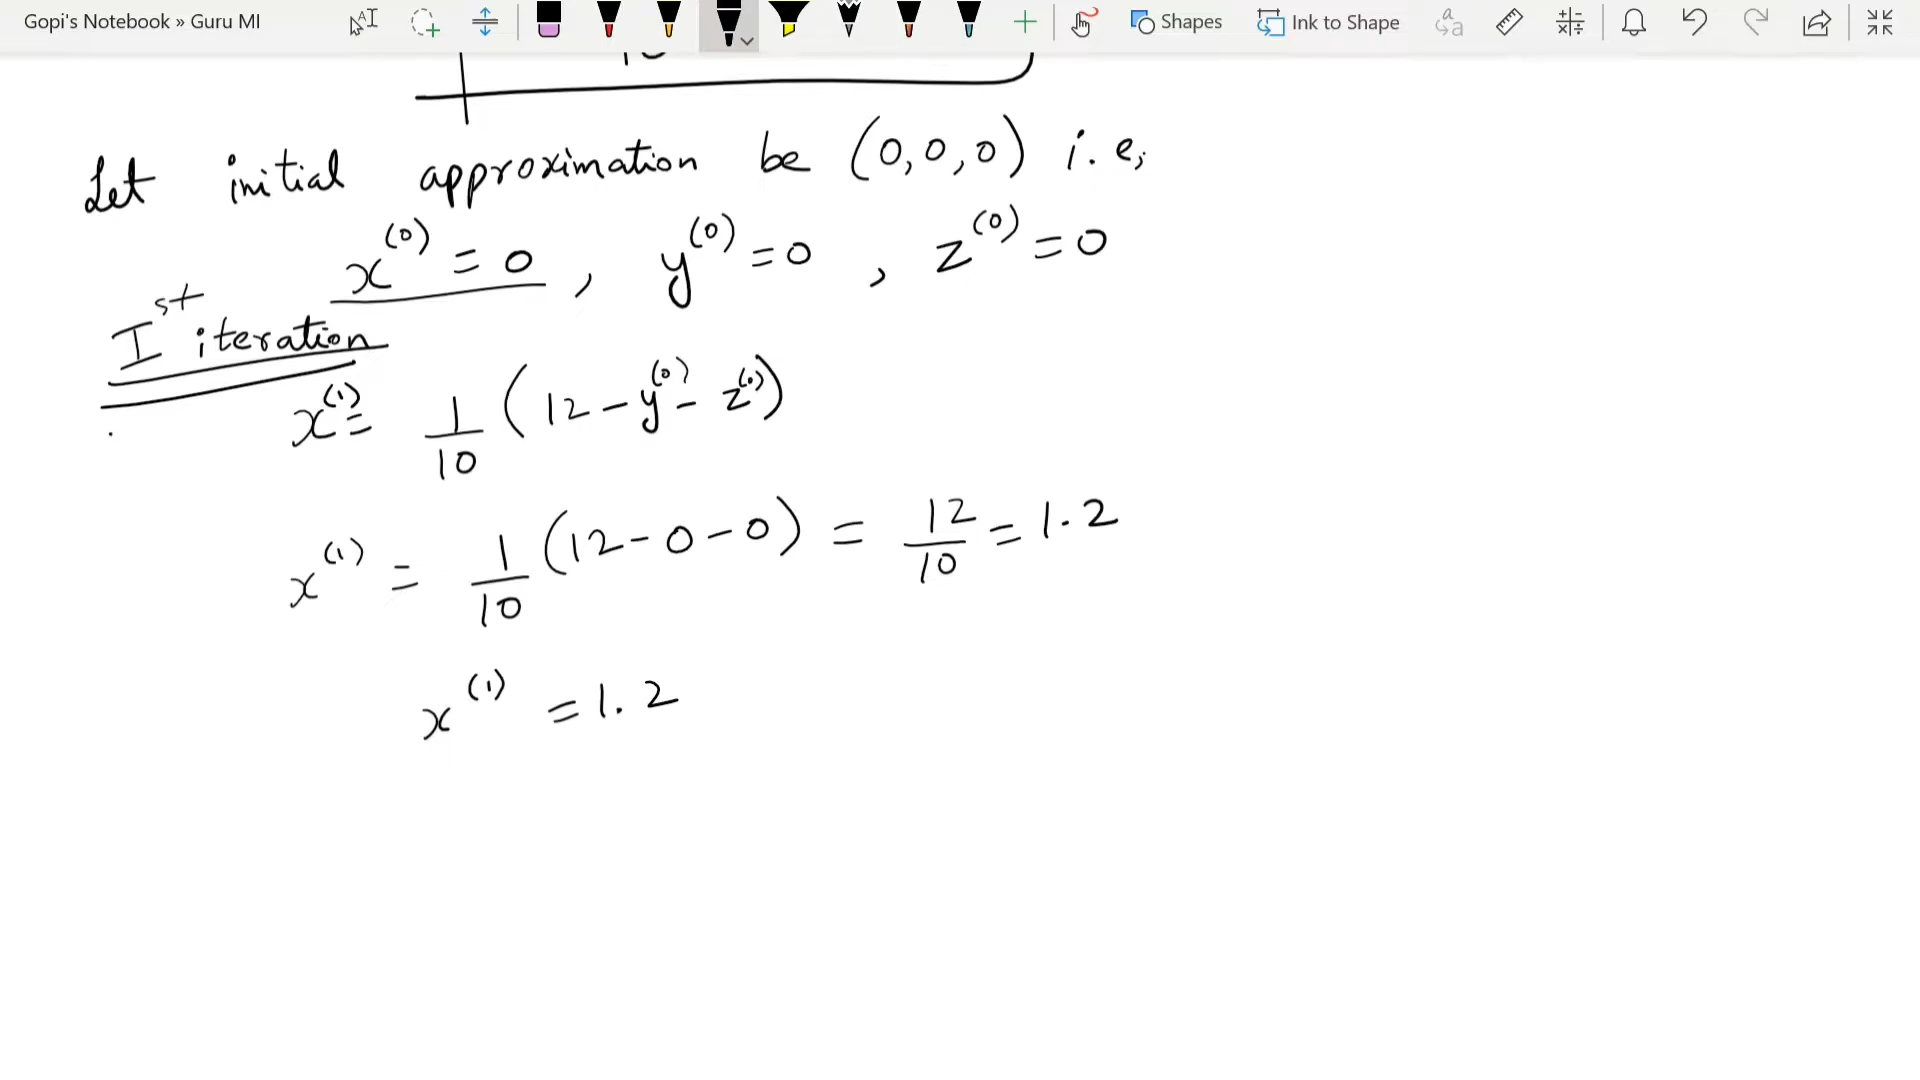 Gopi's Notebook » Guru MI Shapes Ink to Shape
Let initial approximation be (0,0,0) i.e,
x^(0) = 0 , y^(0) = 0 , z^(0) = 0
I^st iteration
x^(1) = 1/10 (12 - y^(0) - z^(0))
x^(1) = 1/10 (12 - 0 - 0) = 12/10 = 1.2
x^(1) = 1.2